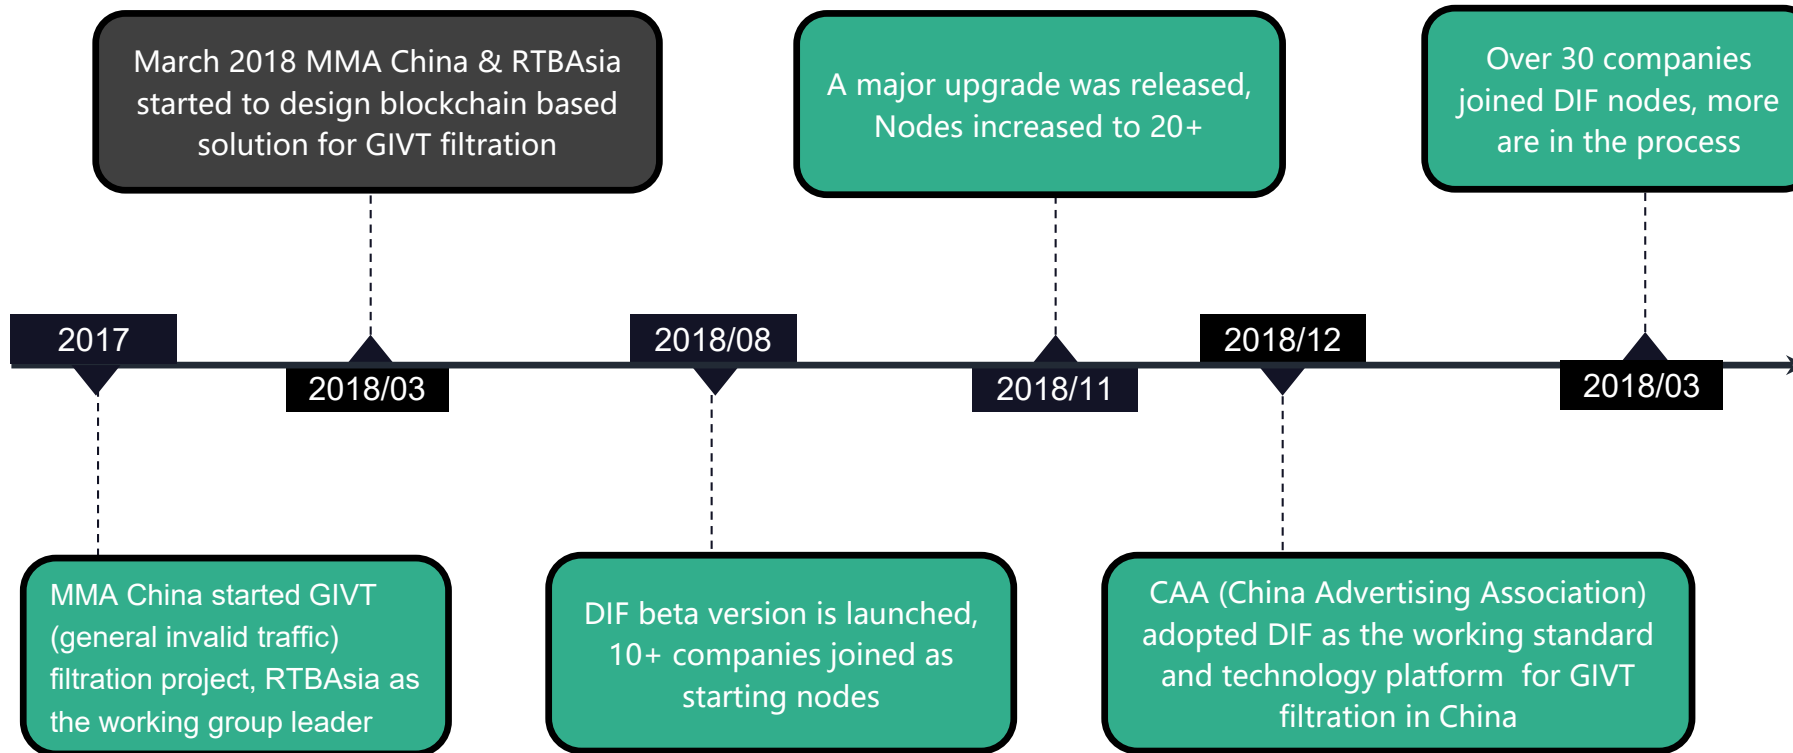 March 2018 MMA China & RTBAsia
started to design blockchain based
solution for GIVT filtration
A major upgrade was released,
Nodes increased to 20+
Over 30 companies
joined DIF nodes, more
are in the process
2017
2018/03
2018/08
2018/11
2018/12
2018/03
MMA China started GIVT
(general invalid traffic)
filtration project, RTBAsia as
the working group leader
DIF beta version is launched,
10+ companies joined as
starting nodes
CAA (China Advertising Association)
adopted DIF as the working standard
and technology platform  for GIVT
filtration in China